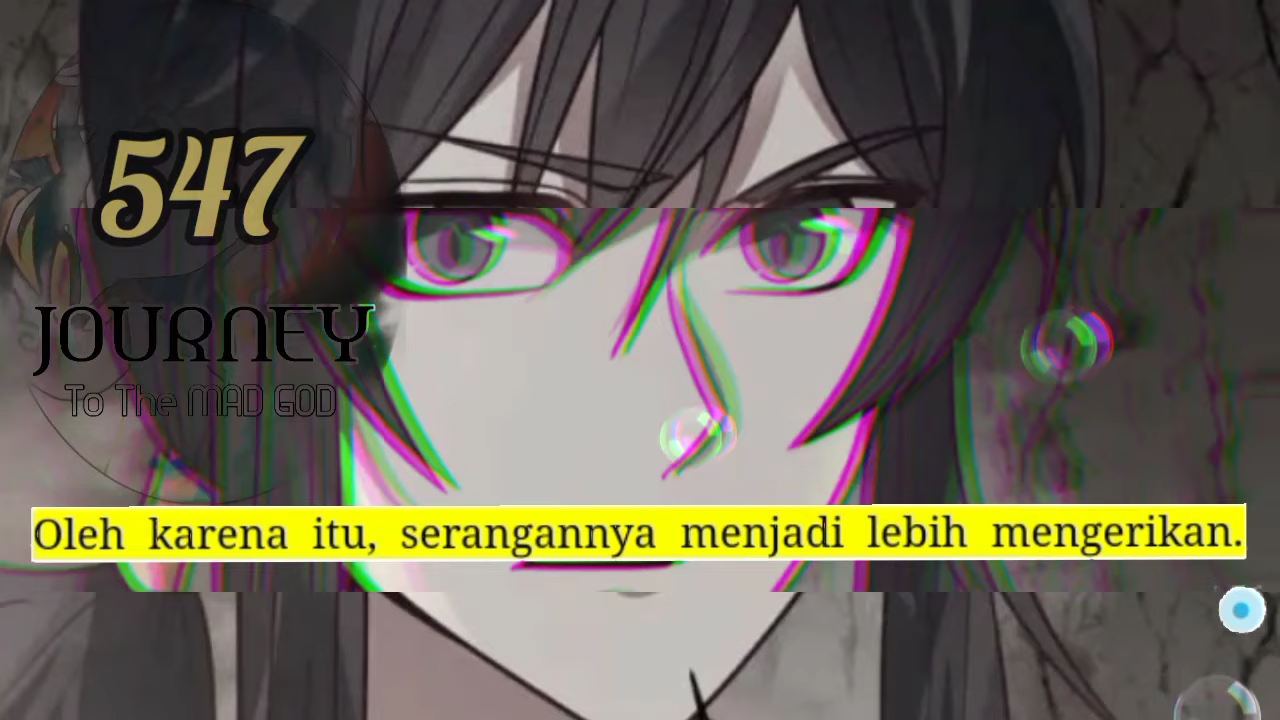 547
JOURNEY
To The MAD GOD
Oleh karena itu, serangannya menjadi lebih mengerikan.